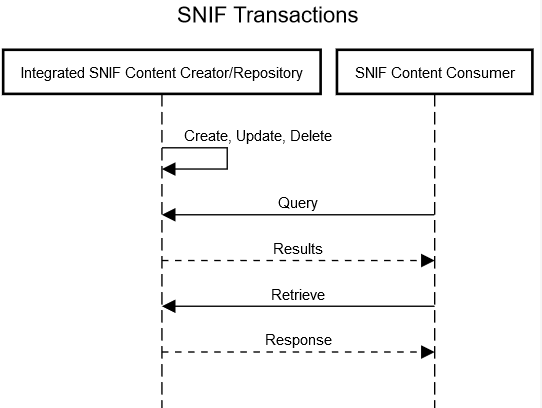 SNIF Transactions
Integrated SNIF Content Creator/Repository
SNIF Content Consumer
Create, Update, Delete
Query
Results
Retrieve
Response